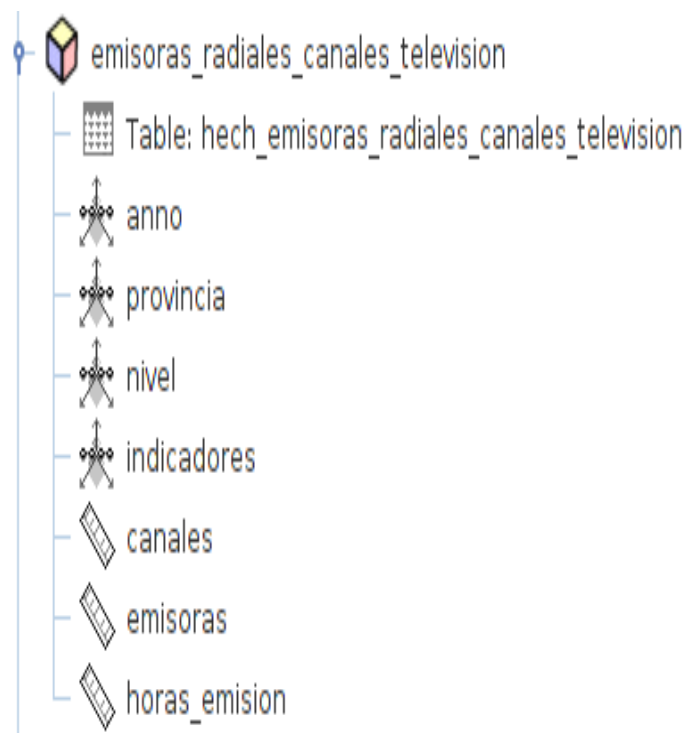 emisoras_radiales_canales_television
Table: hech_emisoras_radiales_canales_television
anno
provincia
nivel
indicadores
canales
emisoras
horas_emision